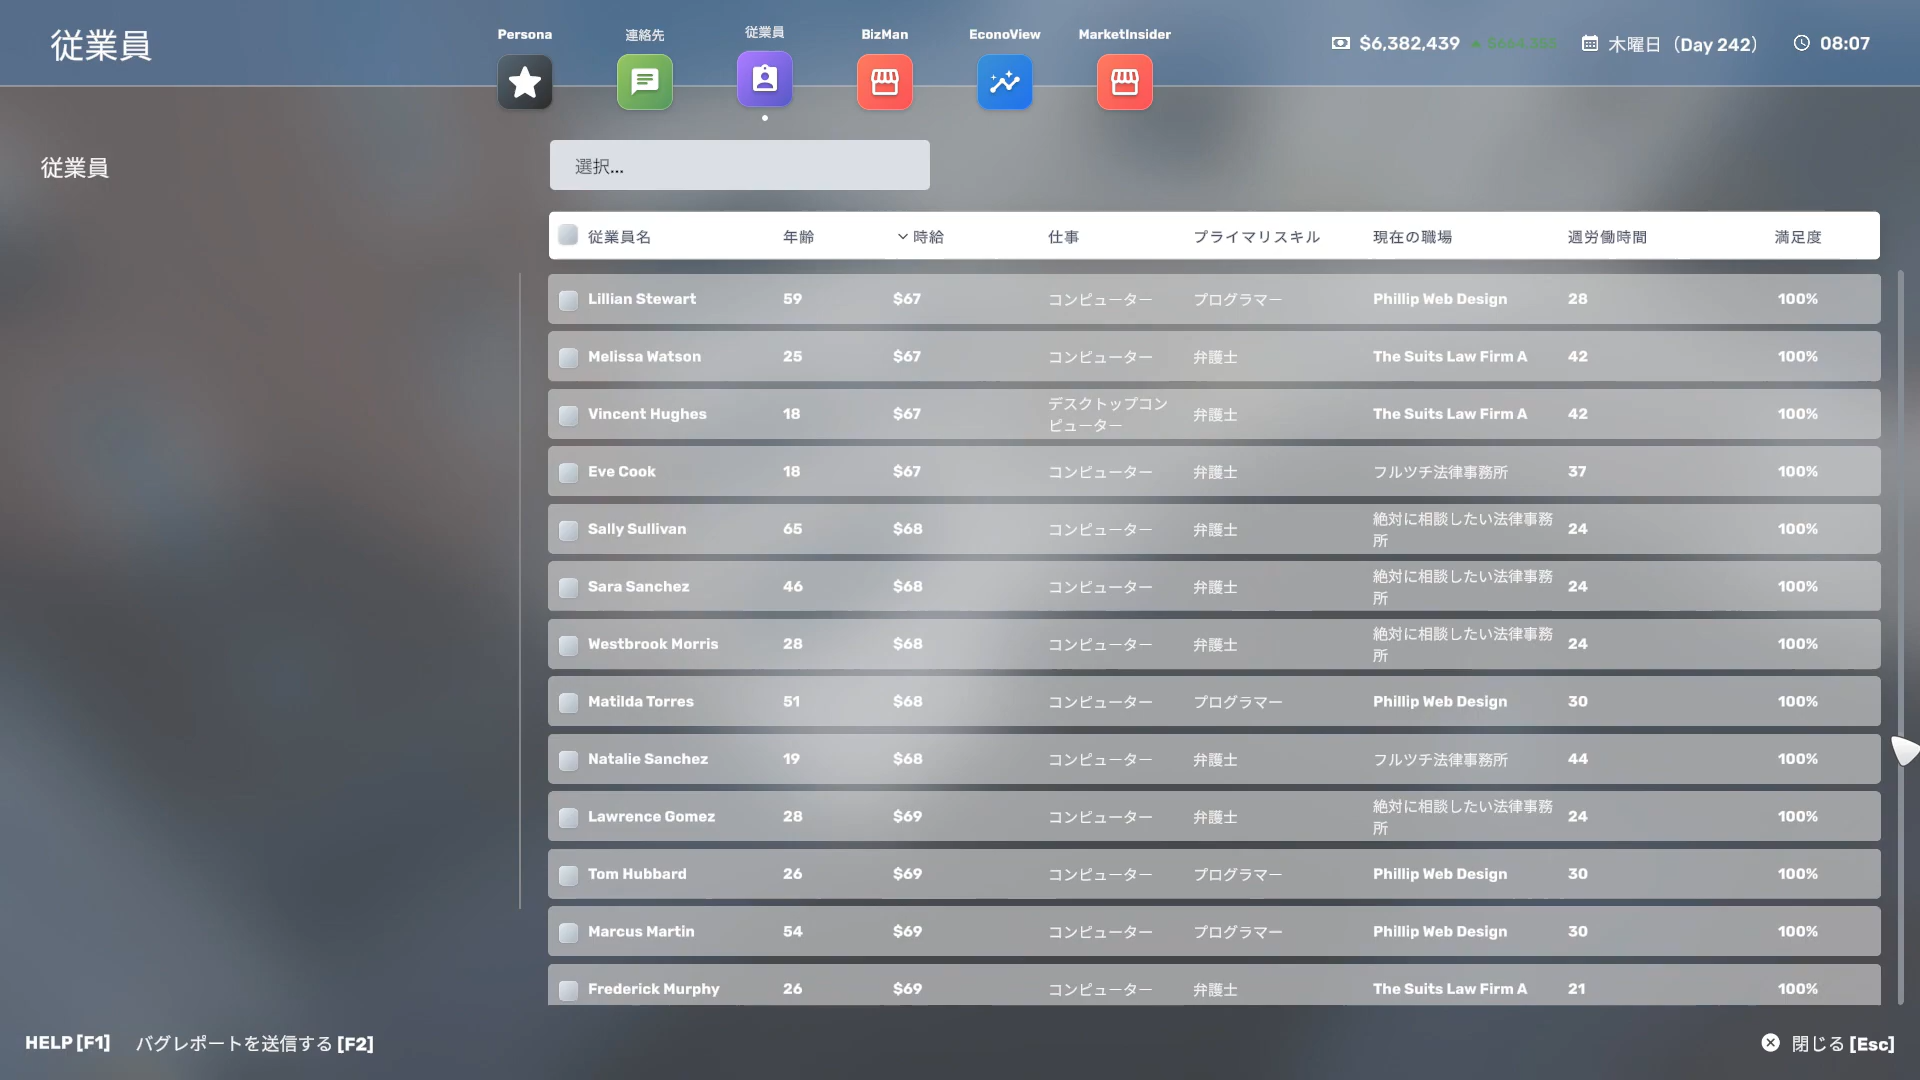 従業員
Persona
連絡先
従業員
BizMan
EconoView
MarketInsider
$6,382,439
木曜日（Day 242）
08:07
従業員
選択...
従業員名 年齢 時給 仕事 プライマリスキル 現在の職場 週労働時間 満足度
Lillian Stewart 59 $67 コンピューター プログラマー Phillip Web Design 28 100%
Melissa Watson 25 $67 コンピューター 弁護士 The Suits Law Firm A 42 100%
Vincent Hughes 18 $67 デスクトップコン
ピューター 弁護士 The Suits Law Firm A 42 100%
Eve Cook 18 $67 コンピューター 弁護士 フルツチ法律事務所 37 100%
Sally Sullivan 65 $68 コンピューター 弁護士 絶対に相談したい法律事務
所 24 100%
Sara Sanchez 46 $68 コンピューター 弁護士 絶対に相談したい法律事務
所 24 100%
Westbrook Morris 28 $68 コンピューター 弁護士 絶対に相談したい法律事務
所 24 100%
Matilda Torres 51 $68 コンピューター プログラマー Phillip Web Design 30 100%
Natalie Sanchez 19 $68 コンピューター 弁護士 フルツチ法律事務所 44 100%
Lawrence Gomez 28 $69 コンピューター 弁護士 絶対に相談したい法律事務
所 24 100%
Tom Hubbard 26 $69 コンピューター プログラマー Phillip Web Design 30 100%
Marcus Martin 54 $69 コンピューター プログラマー Phillip Web Design 30 100%
Frederick Murphy 26 $69 コンピューター 弁護士 The Suits Law Firm A 21 100%
HELP [F1] バグレポートを送信する [F2]
閉じる [Esc]